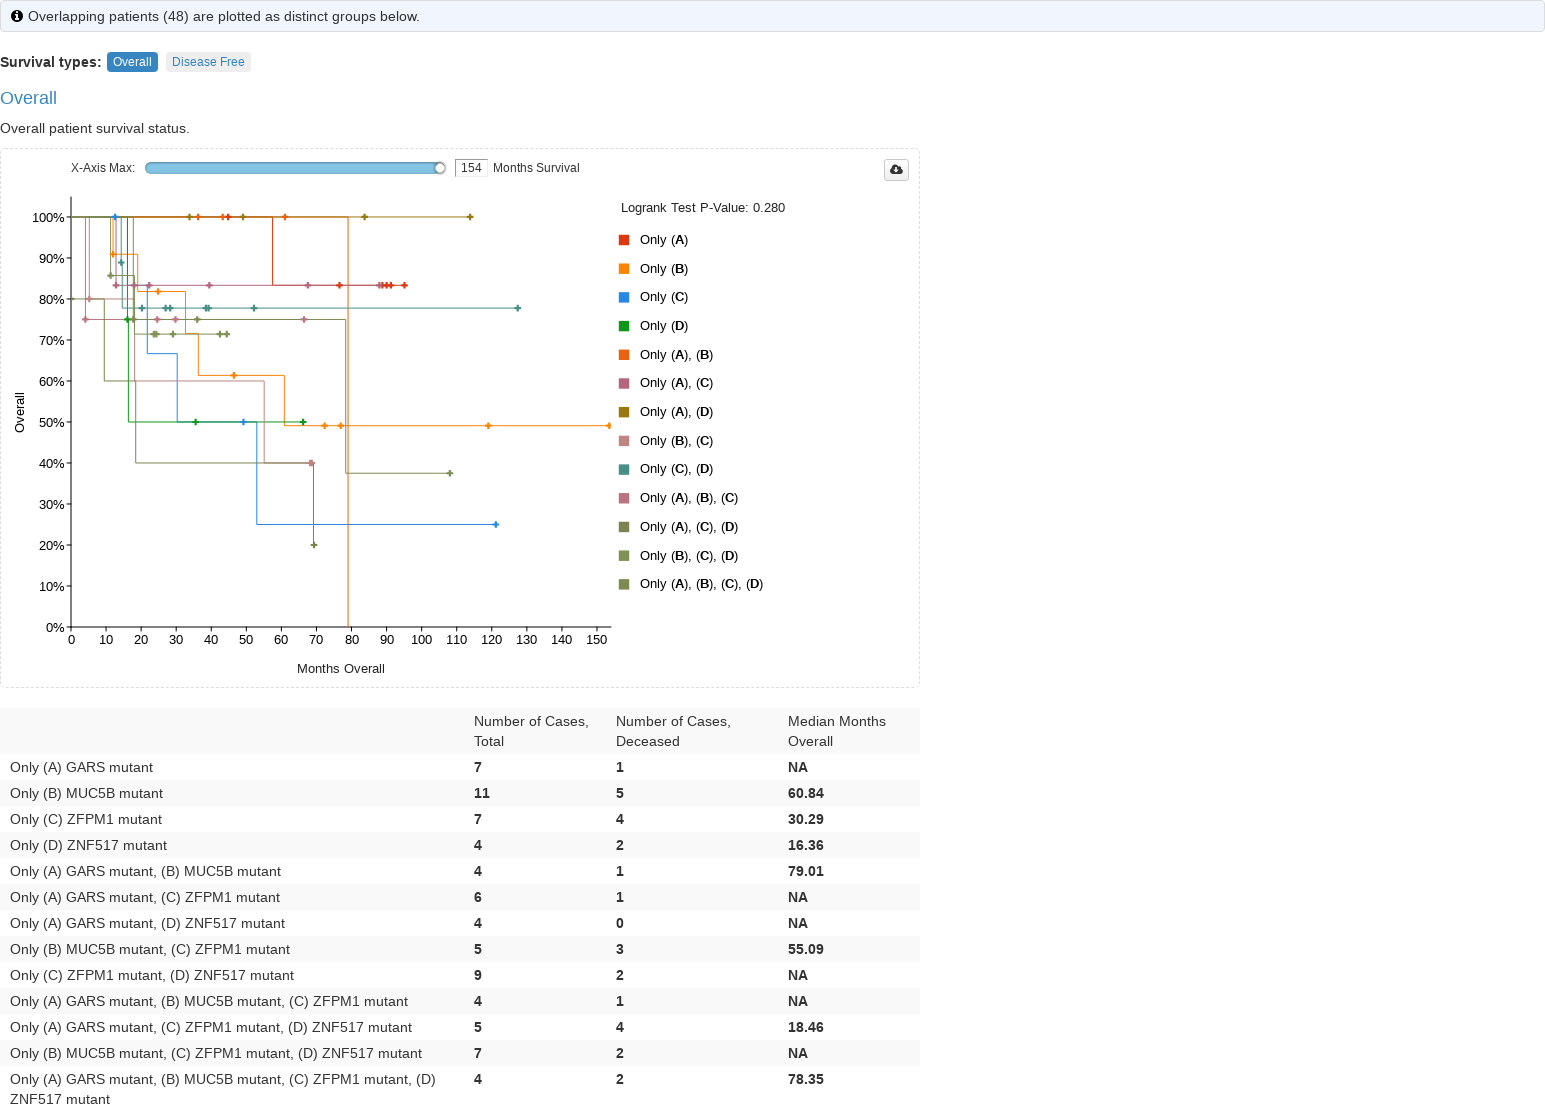 Overlapping patients (48) are plotted as distinct groups below.
Survival types: Overall Disease Free
Overall
Overall patient survival status.
X-Axis Max: 154 Months Survival
Logrank Test P-Value: 0.280
100%
90%
80%
70%
60%
50%
40%
30%
20%
10%
0%
Overall
0 10 20 30 40 50 60 70 80 90 100 110 120 130 140 150
Months Overall
Only (A)
Only (B)
Only (C)
Only (D)
Only (A), (B)
Only (A), (C)
Only (A), (D)
Only (B), (C)
Only (C), (D)
Only (A), (B), (C)
Only (A), (C), (D)
Only (B), (C), (D)
Only (A), (B), (C), (D)
Number of Cases, Number of Cases, Median Months
Total Deceased Overall
Only (A) GARS mutant 7 1 NA
Only (B) MUC5B mutant 11 5 60.84
Only (C) ZFPM1 mutant 7 4 30.29
Only (D) ZNF517 mutant 4 2 16.36
Only (A) GARS mutant, (B) MUC5B mutant 4 1 79.01
Only (A) GARS mutant, (C) ZFPM1 mutant 6 1 NA
Only (A) GARS mutant, (D) ZNF517 mutant 4 0 NA
Only (B) MUC5B mutant, (C) ZFPM1 mutant 5 3 55.09
Only (C) ZFPM1 mutant, (D) ZNF517 mutant 9 2 NA
Only (A) GARS mutant, (B) MUC5B mutant, (C) ZFPM1 mutant 4 1 NA
Only (A) GARS mutant, (C) ZFPM1 mutant, (D) ZNF517 mutant 5 4 18.46
Only (B) MUC5B mutant, (C) ZFPM1 mutant, (D) ZNF517 mutant 7 2 NA
Only (A) GARS mutant, (B) MUC5B mutant, (C) ZFPM1 mutant, (D) 4 2 78.35
ZNF517 mutant